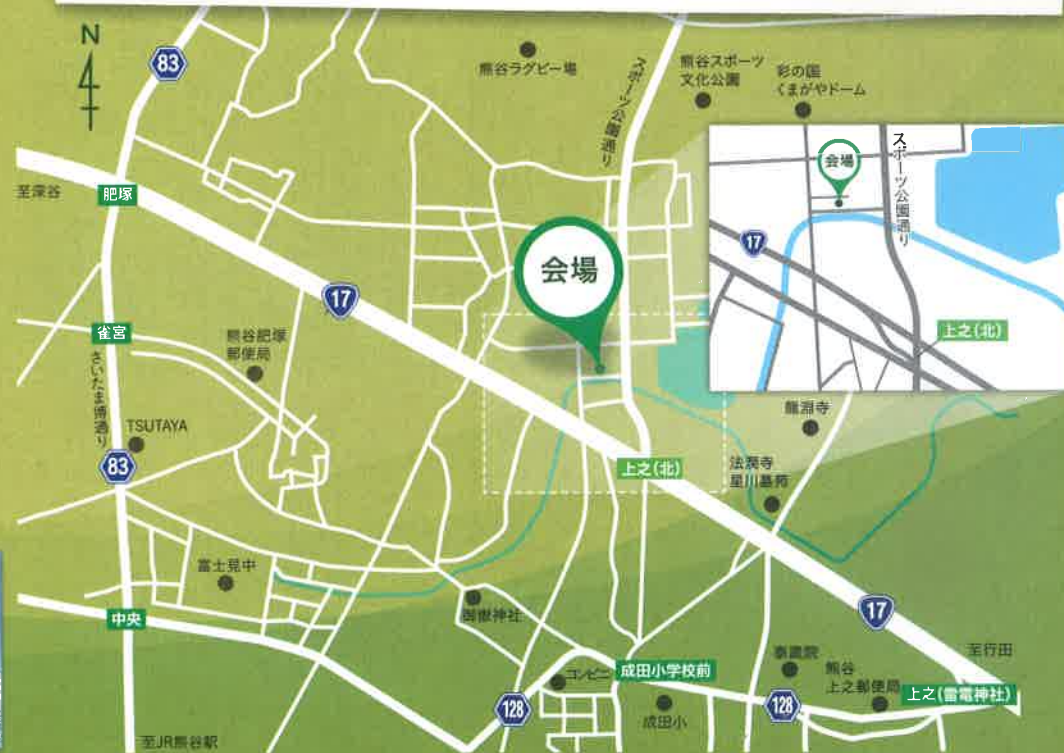 N
83
熊谷ラグビー場
スポーツ公園通り
熊谷スポーツ
文化公園
彩の国
くまがやドーム
至深谷
肥塚
17
会場
会場
スポーツ公園通り
17
上之(北)
雀宮
さいたま博通り
熊谷肥塚
郵便局
TSUTAYA
83
上之(北)
龍淵寺
法潤寺
星川墓苑
富士見中
中央
御嶽神社
17
至行田
コンビニ
成田小学校前
128
成田小
128
熊谷
上之郵便局
上之(雷電神社)
至JR熊谷駅